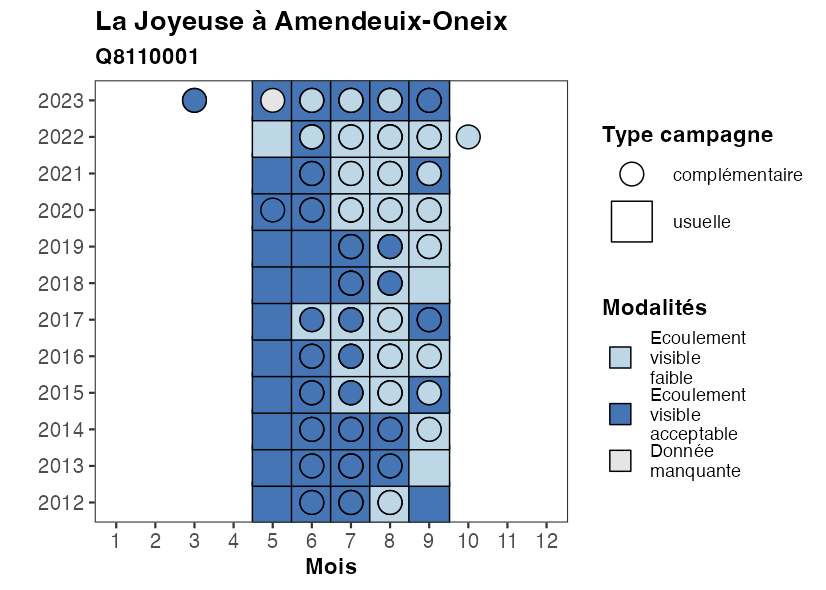 La Joyeuse à Amendeuix-Oneix
Q8110001
2023
2022
2021
2020
2019
2018
2017
2016
2015
2014
2013
2012
1 2 3 4 5 6 7 8 9 10 11 12
Mois
Type campagne
complémentaire
usuelle
Modalités
Ecoulement
visible
faible
Ecoulement
visible
acceptable
Donnée
manquante